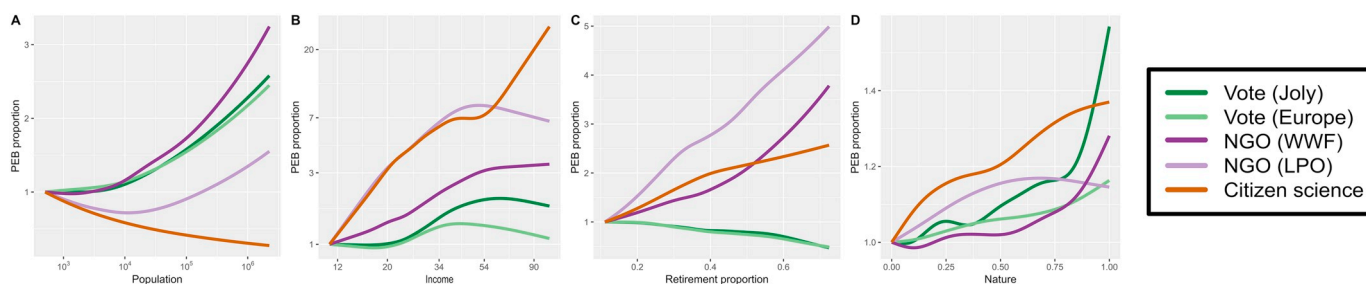 A
PEB proportion
3
2
1
10³
10⁴
10⁵
10⁶
Population
B
PEB proportion
20
7
3
1
12
20
34
54
90
Income
C
PEB proportion
5
4
3
2
1
0.2
0.4
0.6
Retirement proportion
D
PEB proportion
1.4
1.2
1.0
0.00
0.25
0.50
0.75
1.00
Nature
Vote (Joly)
Vote (Europe)
NGO (WWF)
NGO (LPO)
Citizen science